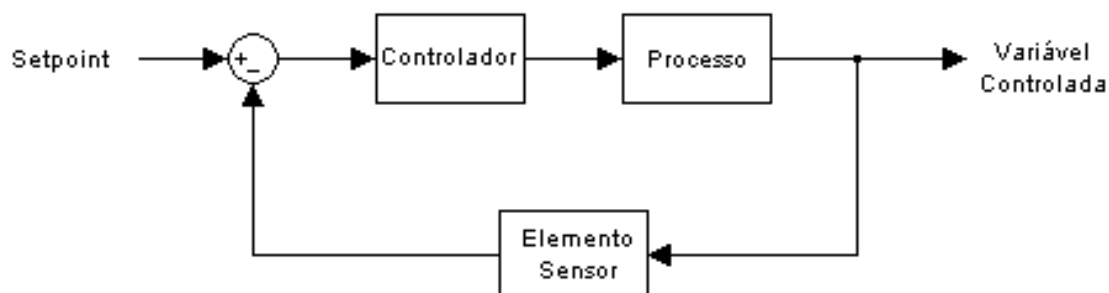 Setpoint
+
−
Controlador
Processo
Variável
Controlada
Elemento
Sensor